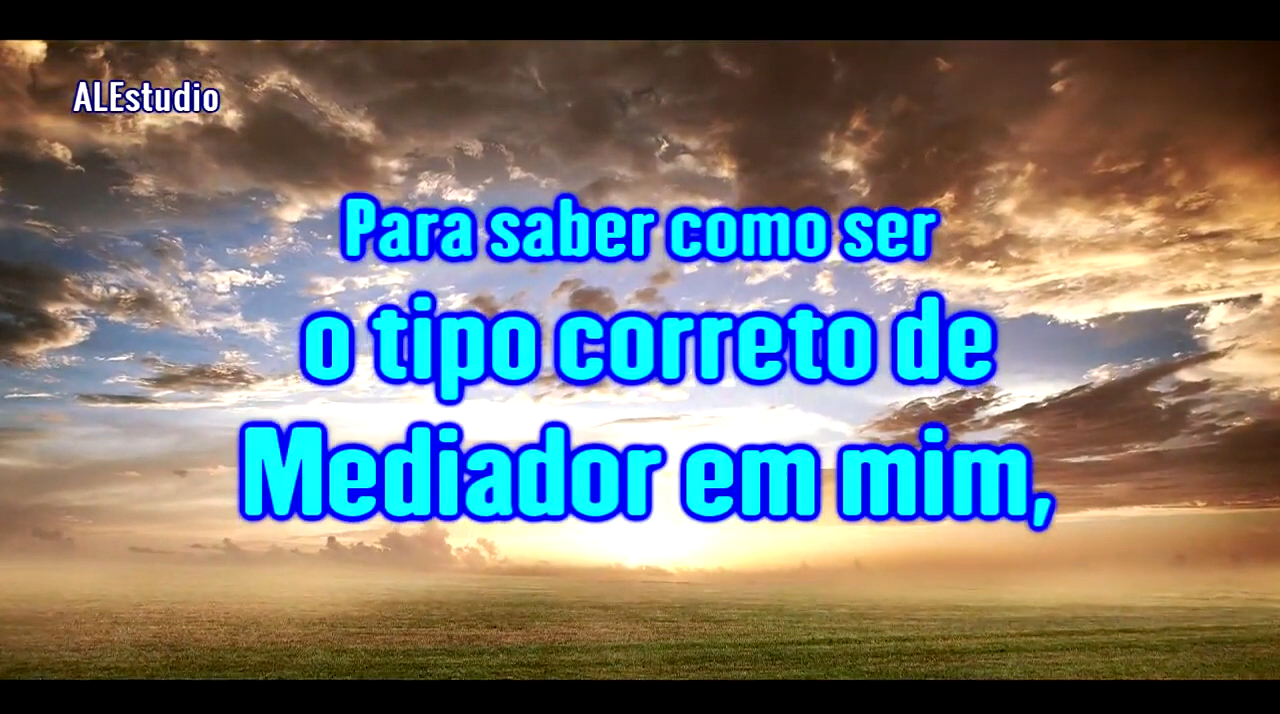 ALEstudio
Para saber como ser
o tipo correto de
Mediador em mim,